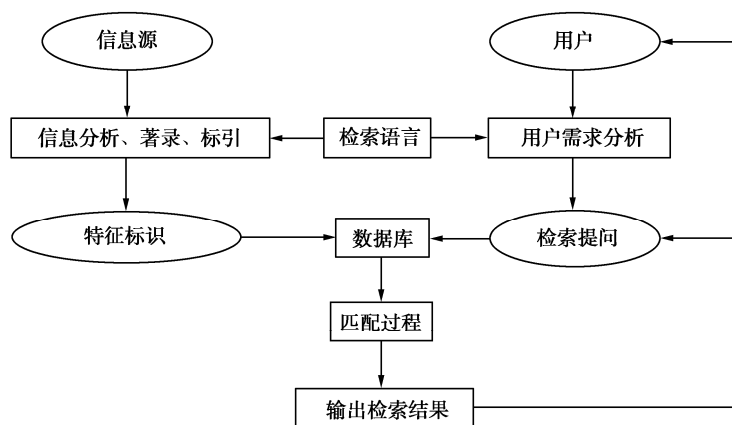 信息源
用户
信息分析、著录、标引
检索语言
用户需求分析
特征标识
数据库
检索提问
匹配过程
输出检索结果